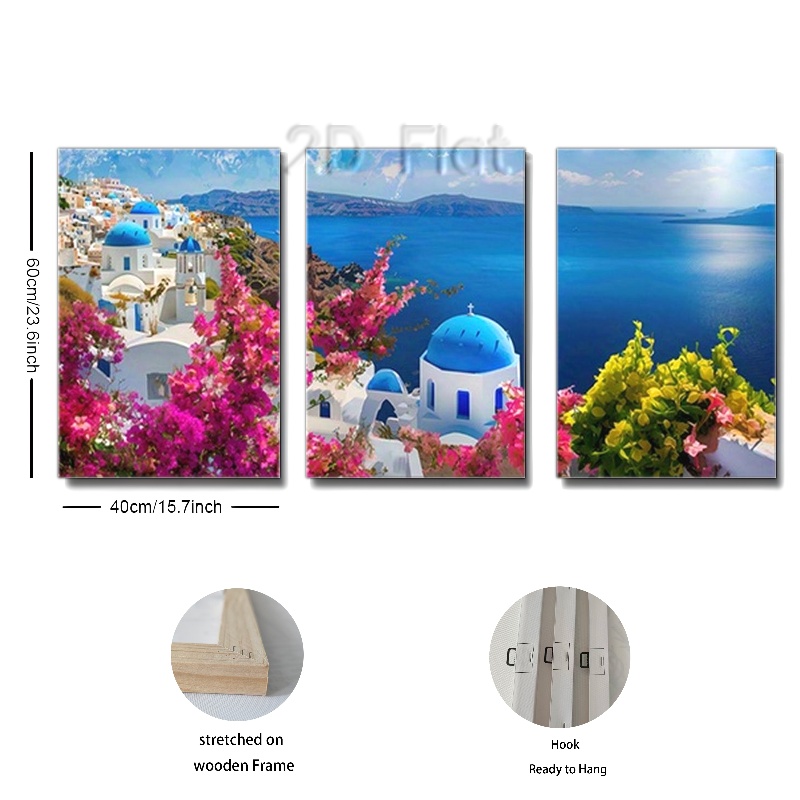 2D Flat
60cm/23.6inch
40cm/15.7inch
stretched on
wooden Frame
Hook
Ready to Hang